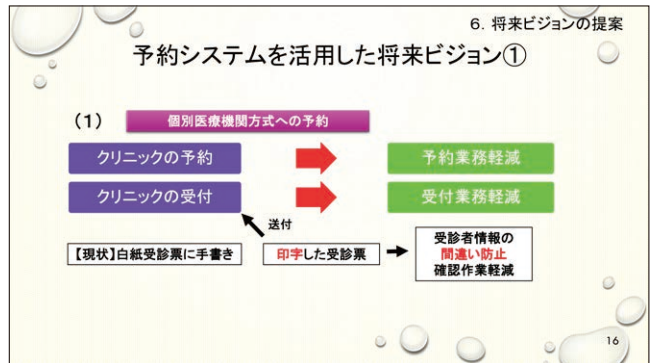 6．将来ビジョンの提案
予約システムを活用した将来ビジョン①
（1）
個別医療機関方式への予約
クリニックの予約
予約業務軽減
クリニックの受付
受付業務軽減
送付
【現状】白紙受診票に手書き
印字した受診票
受診者情報の
間違い防止
確認作業軽減
16